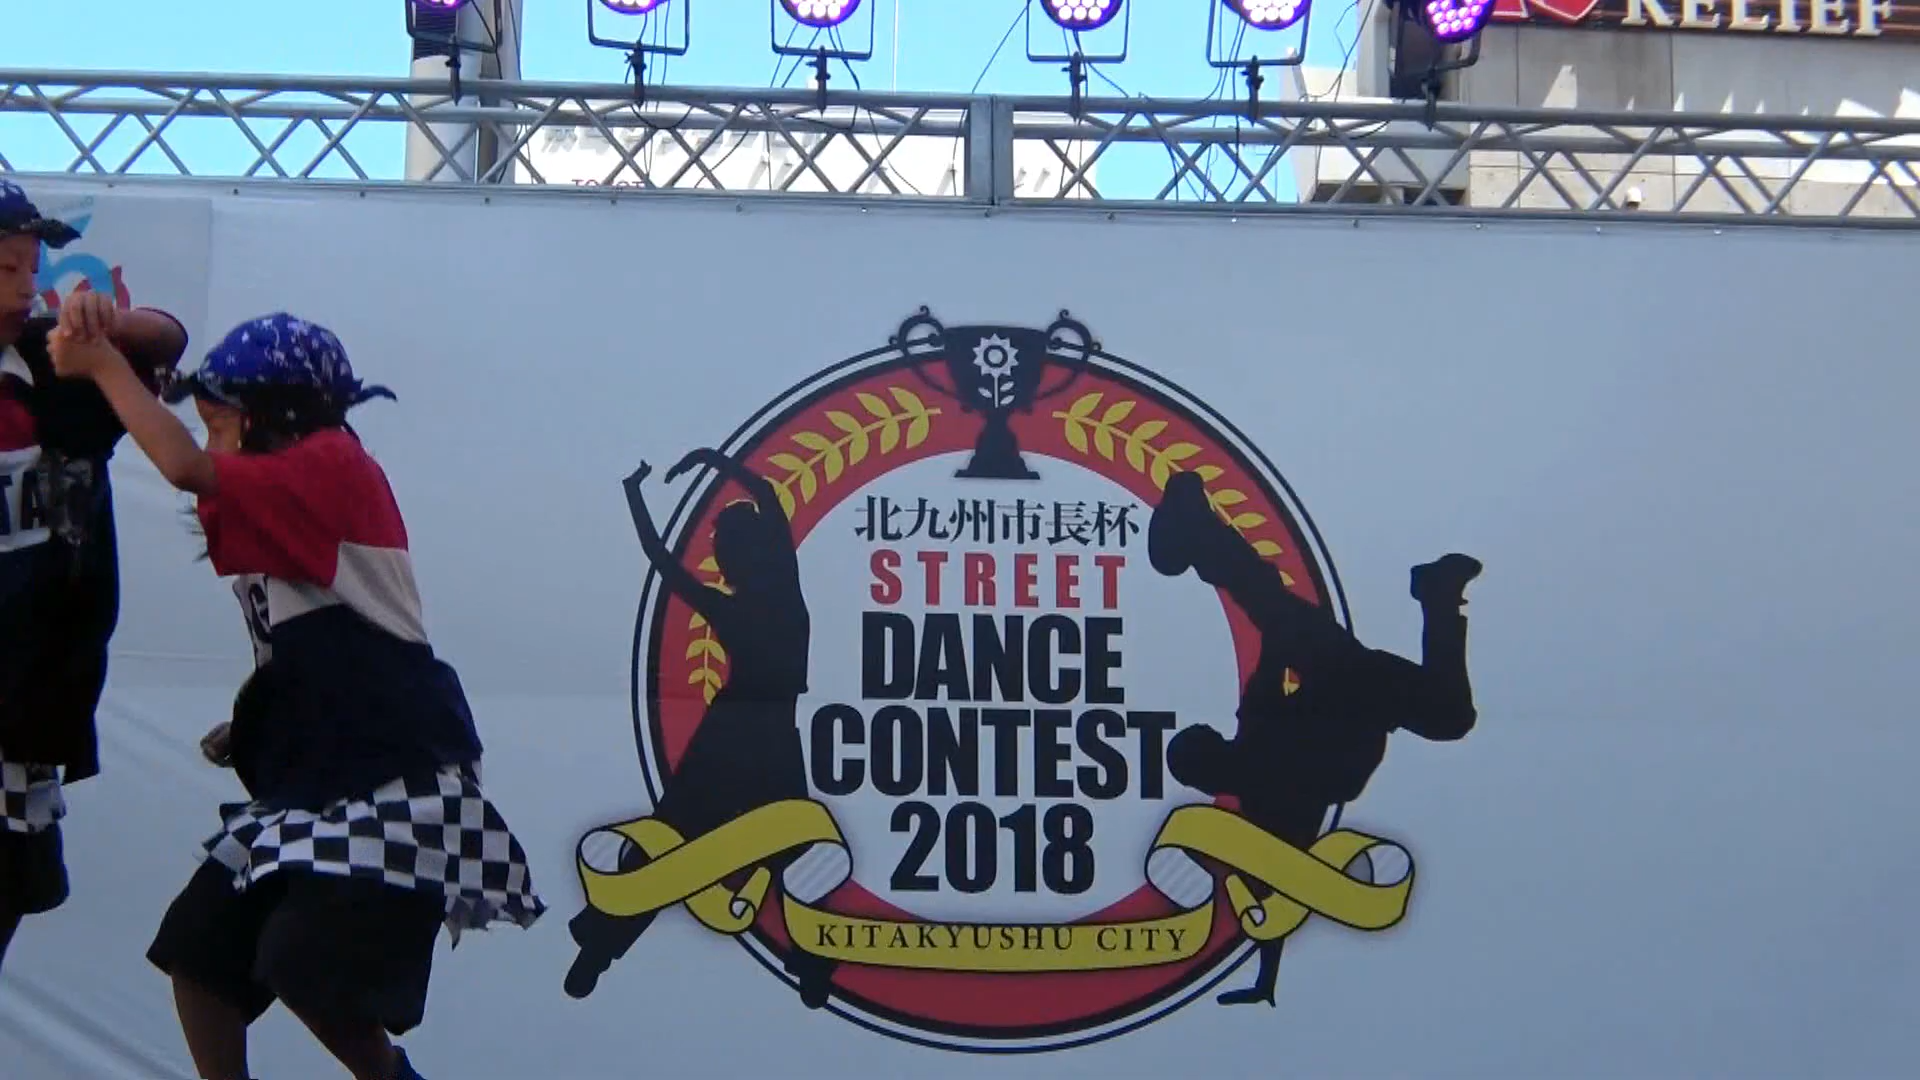 RELIEF
北九州市長杯
STREET
DANCE
CONTEST
2018
KITAKYUSHU CITY